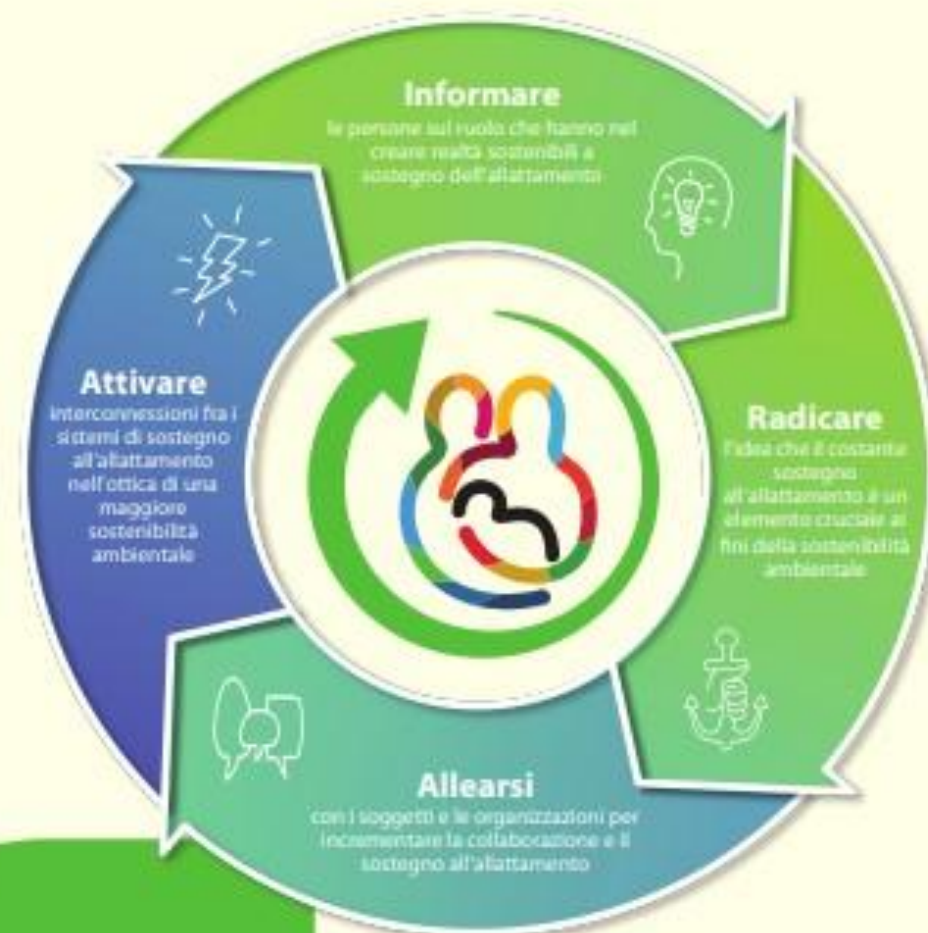 Informare
le persone sul ruolo che hanno nel
creare realtà sostenibili a
sostegno dell'allattamento
Radicare
l'idea che il costante
sostegno
all'allattamento è un
elemento cruciale ai
fini della sostenibilità
ambientale
Allearsi
con i soggetti e le organizzazioni per
incrementare la collaborazione e il
sostegno all'allattamento
Attivare
interconnessioni fra i
sistemi di sostegno
all'allattamento
nell'ottica di una
maggiore
sostenibilità
ambientale